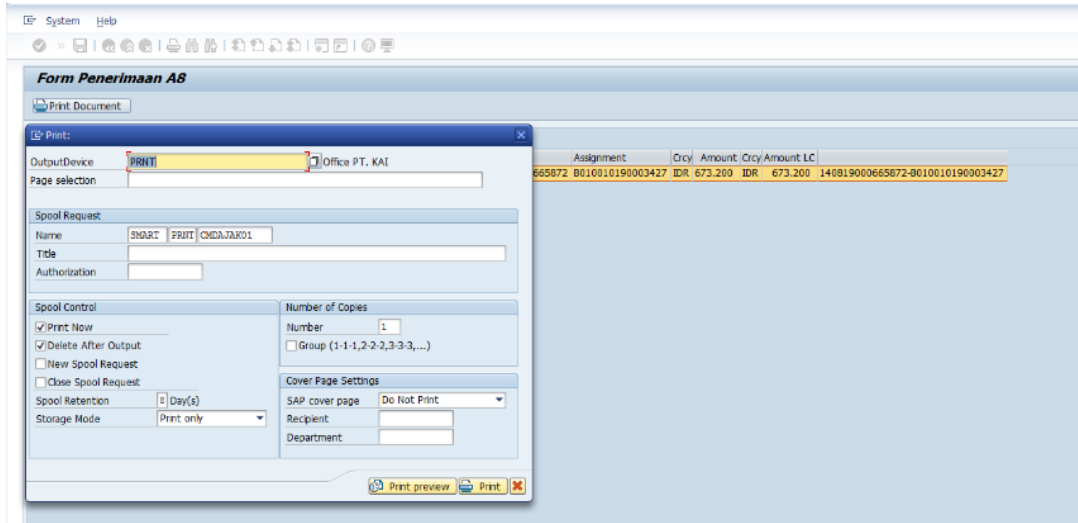 System Help
Form Penerimaan A8
Print Document
Print:
OutputDevice PRNT Office PT. KAI
Page selection
Assignment Crcy Amount Crcy Amount LC
665872 B010010190003427 IDR 673.200 IDR 673.200 140819000665872-B010010190003427
Spool Request
Name SMART PRNT CMDAJAK01
Title
Authorization
Spool Control
Print Now
Delete After Output
New Spool Request
Close Spool Request
Spool Retention 8 Day(s)
Storage Mode Print only
Number of Copies
Number 1
Group (1-1-1,2-2-2,3-3-3,...)
Cover Page Settings
SAP cover page Do Not Print
Recipient
Department
Print preview Print